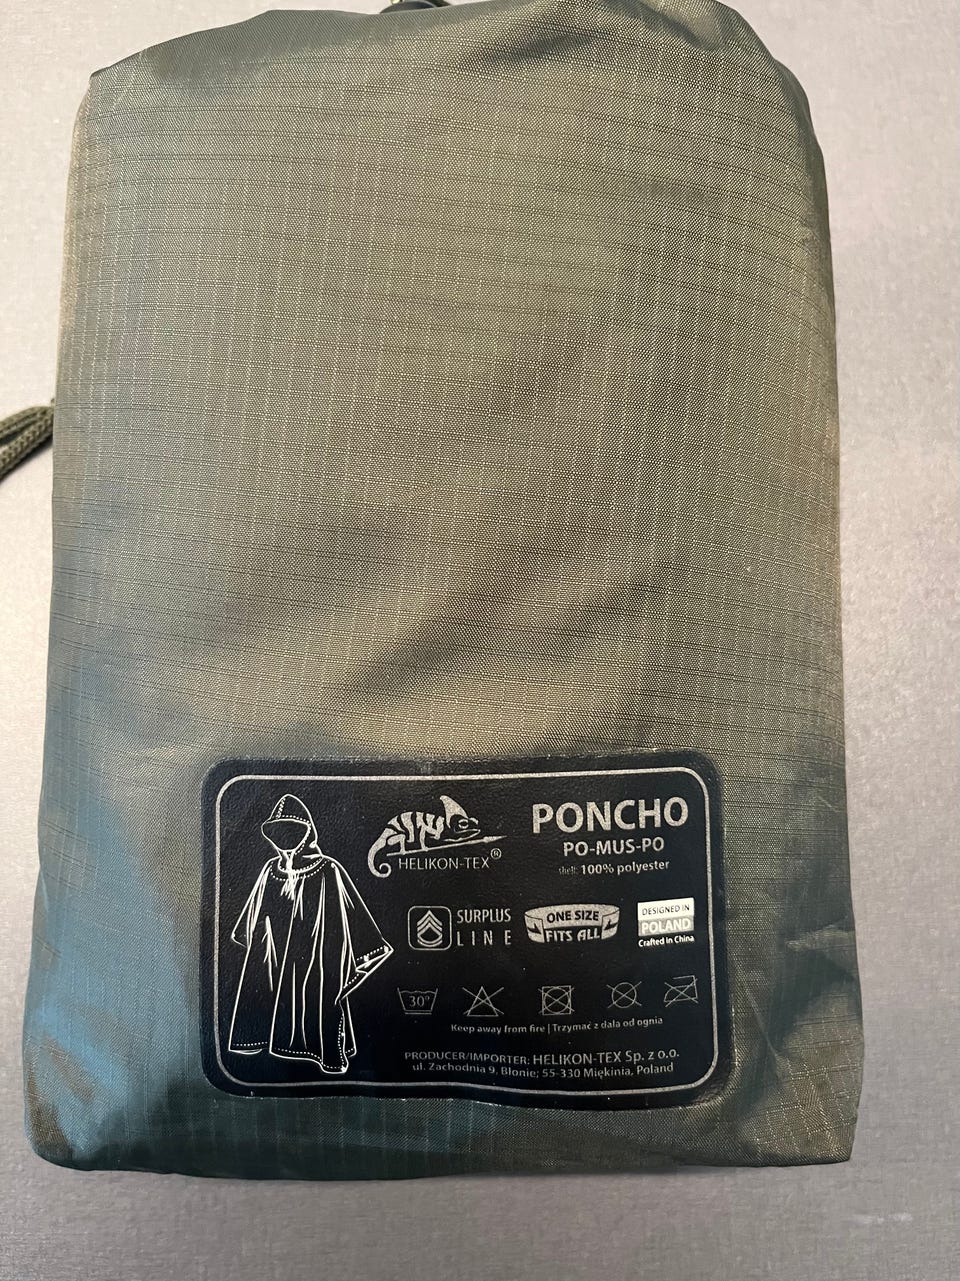 PONCHO
PO-MUS-PO
shell: 100% polyester
HELIKON-TEX®
SURPLUS
LINE
ONE SIZE
FITS ALL
DESIGNED IN
POLAND
Crafted in China
30°
Keep away from fire | Trzymać z dala od ognia
PRODUCER/IMPORTER: HELIKON-TEX Sp. z o.o.
ul. Zachodnia 9, Błonie; 55-330 Miękinia, Poland